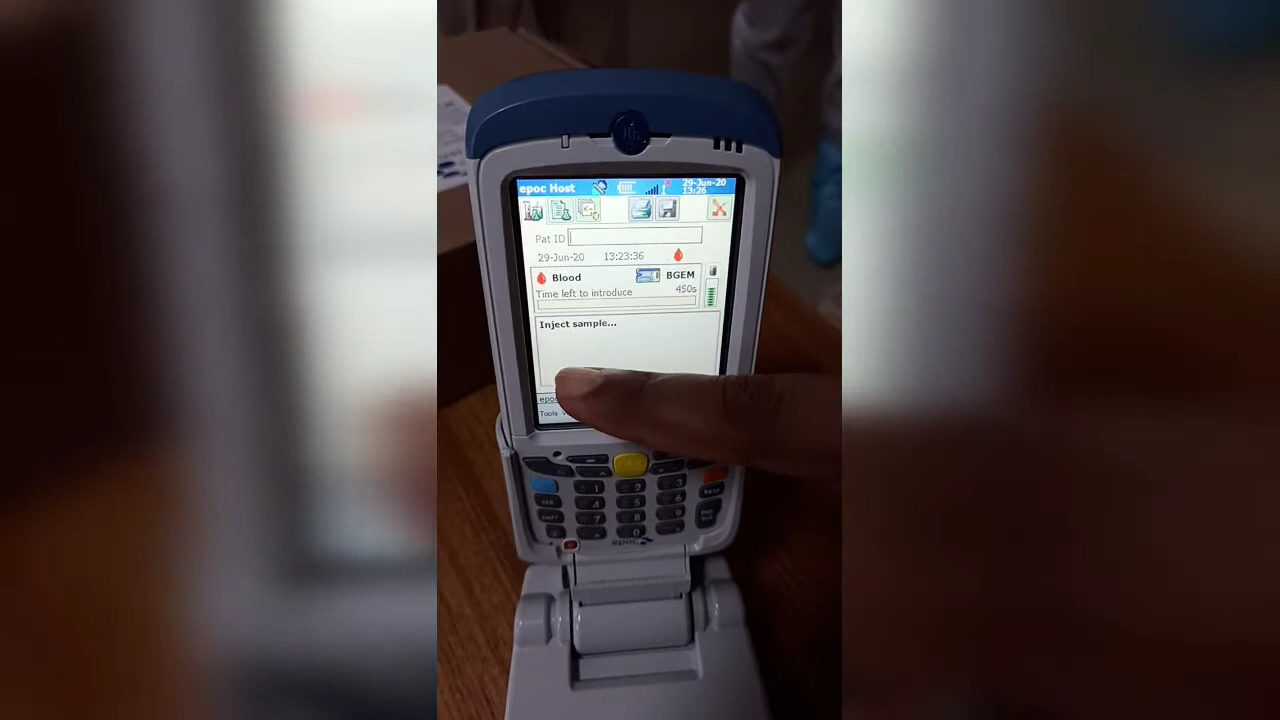 epoc Host
29-Jun-20
13:26
Pat ID
29-Jun-20 13:23:36
Blood BGEM
Time left to introduce 450s
Inject sample...
epoc
Tools
1 2 3
4 5 6
7 8 9
0
epoc